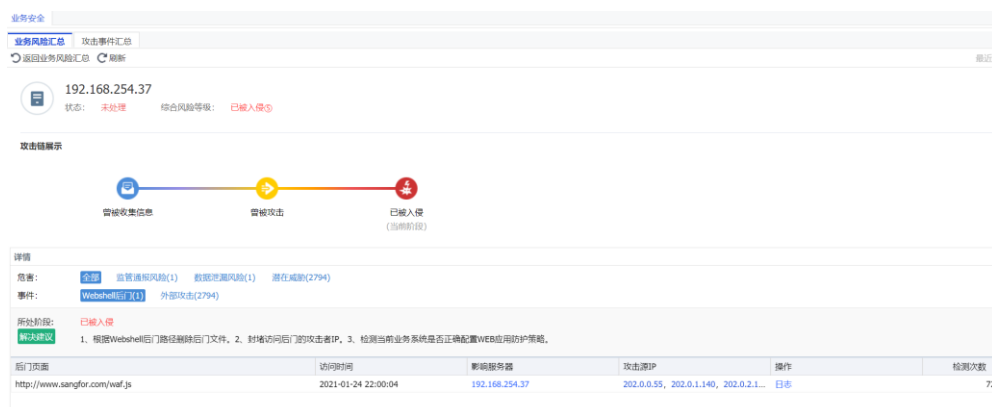 业务安全
业务风险汇总 攻击事件汇总
返回业务风险汇总 刷新 最近
192.168.254.37
状态: 未处理 综合风险等级: 已被入侵⑤
攻击链展示
曾被收集信息 曾被攻击 已被入侵
(当前阶段)
详情
危害: 全部 监管通报风险(1) 数据泄漏风险(1) 潜在威胁(2794)
事件: Webshell后门(1) 外部攻击(2794)
所处阶段: 已被入侵
解决建议 1、根据Webshell后门路径删除后门文件。2、封堵访问后门的攻击者IP。3、检测当前业务系统是否正确配置WEB应用防护策略。
后门页面 访问时间 影响服务器 攻击源IP 操作 检测次数
http://www.sangfor.com/waf.js 2021-01-24 22:00:04 192.168.254.37 202.0.0.55, 202.0.1.140, 202.0.2.1... 日志